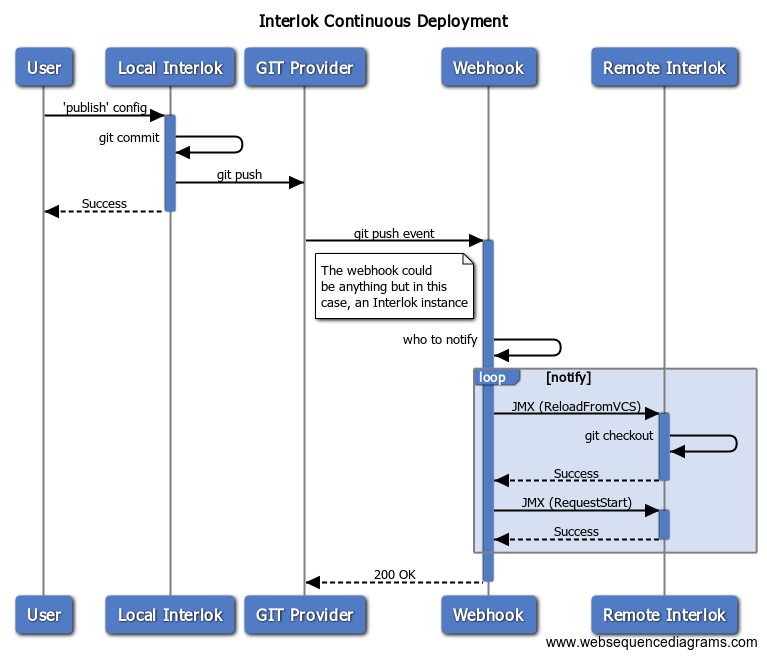 Interlok Continuous Deployment
User
Local Interlok
GIT Provider
Webhook
Remote Interlok
'publish' config
git commit
git push
Success
git push event
The webhook could
be anything but in this
case, an Interlok instance
who to notify
loop
[notify]
JMX (ReloadFromVCS)
git checkout
Success
JMX (RequestStart)
Success
200 OK
User
Local Interlok
GIT Provider
Webhook
Remote Interlok
www.websequencediagrams.com